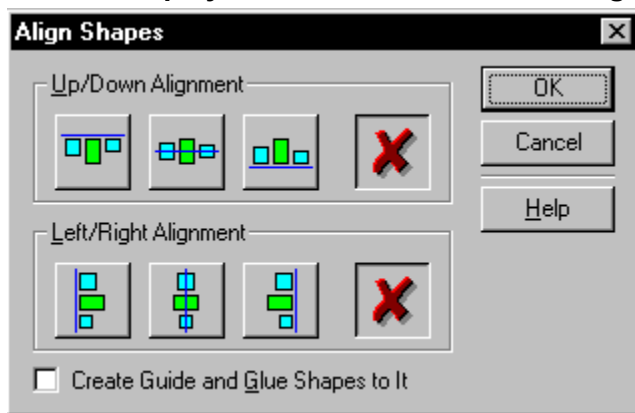 Align Shapes
Up/Down Alignment
OK
Cancel
Help
Left/Right Alignment
Create Guide and Glue Shapes to It